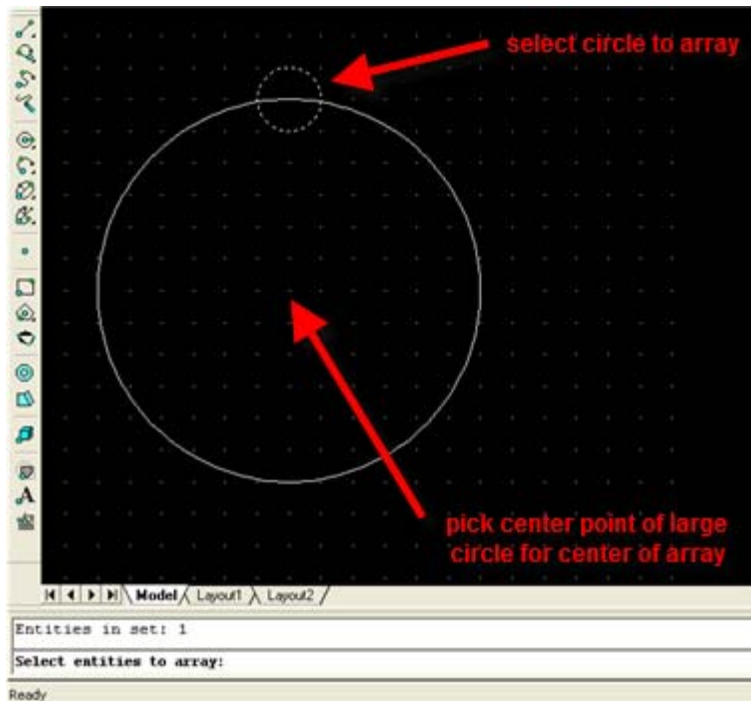 select circle to array
pick center point of large
circle for center of array
Model Layout1 Layout2
Entities in set: 1
Select entities to array:
Ready